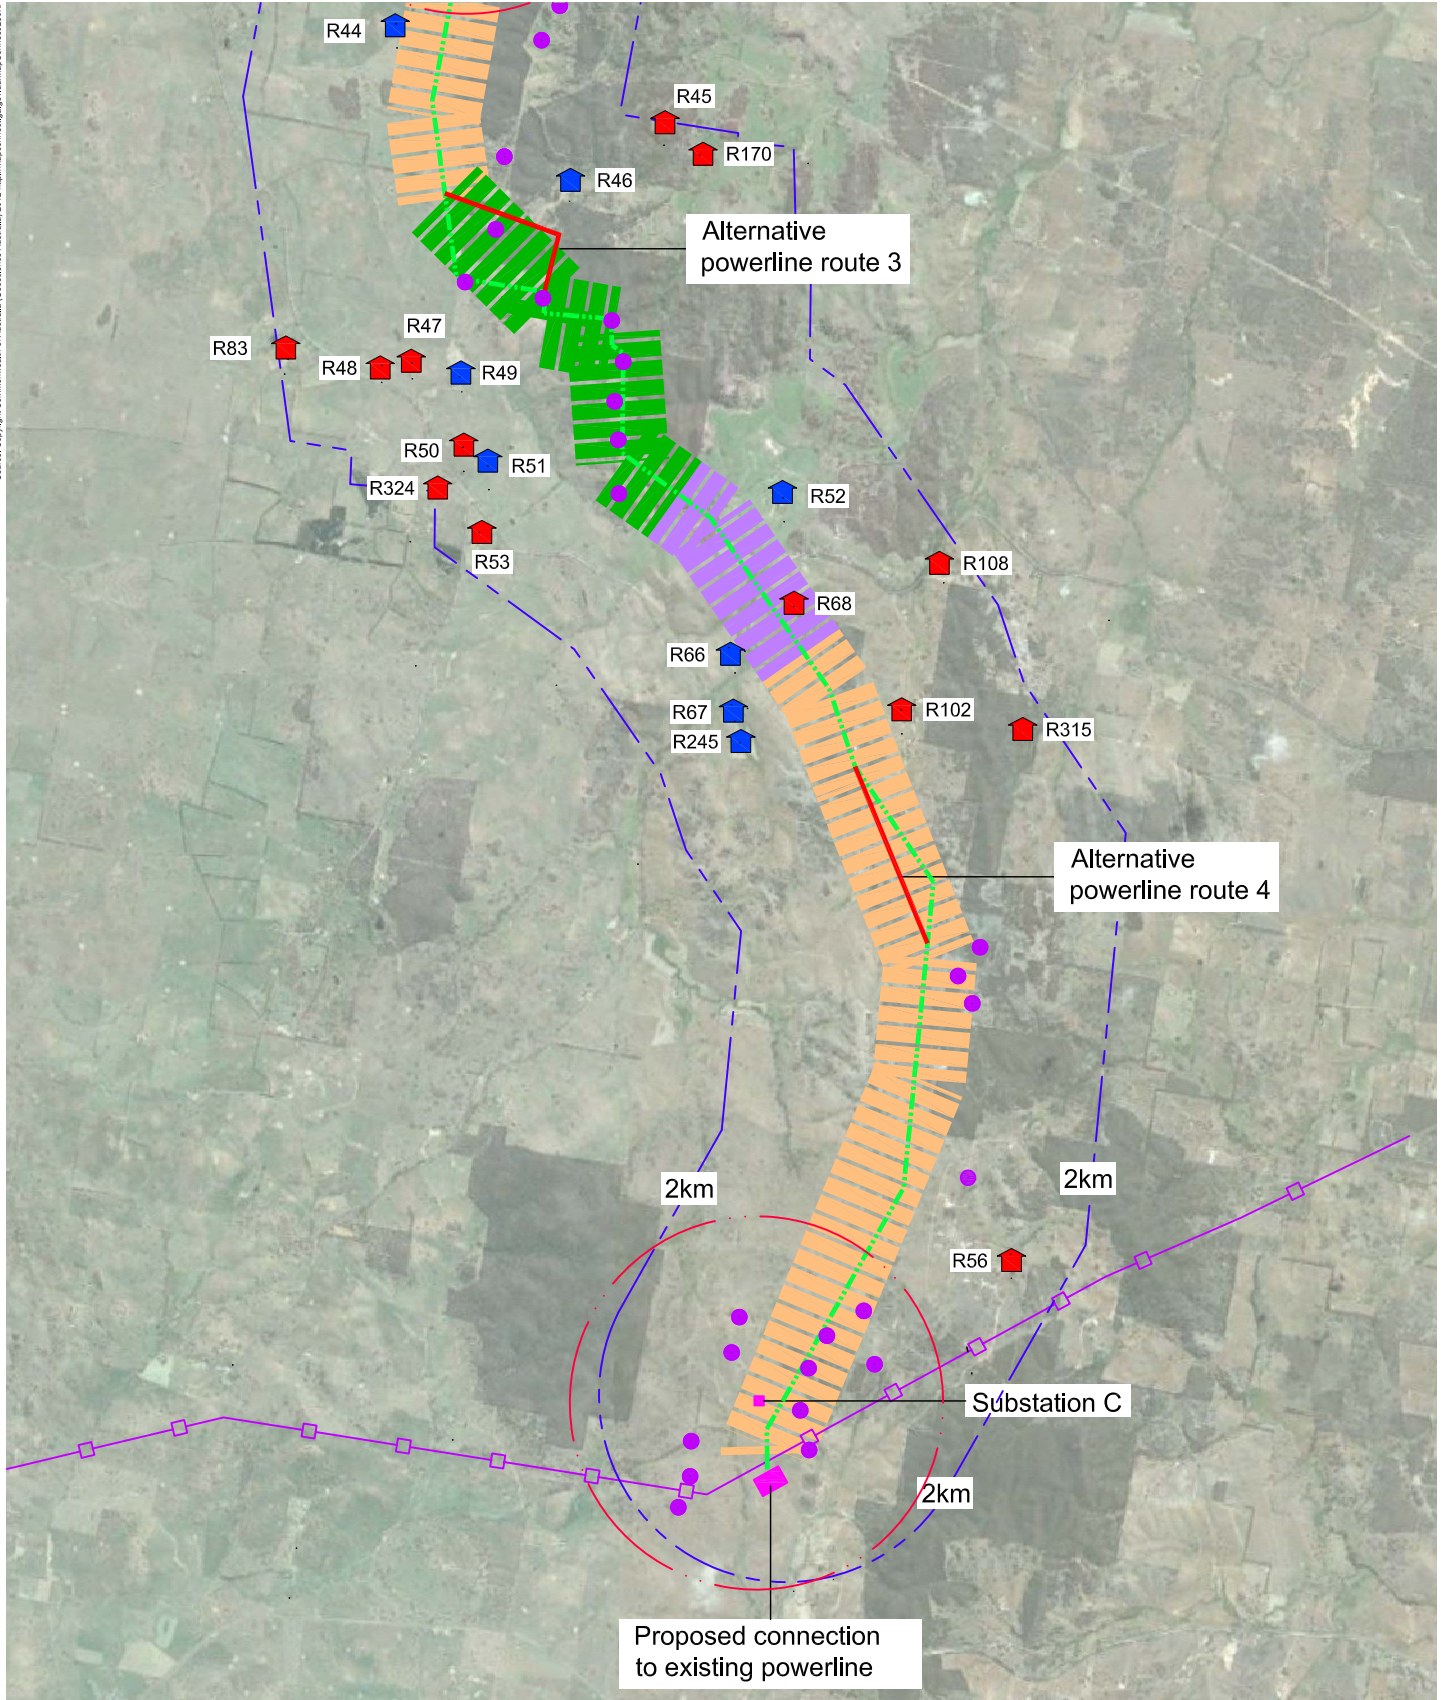 R44
R45
R170
R46
Alternative
powerline route 3
R47
R83
R48
R49
R50
R51
R324
R52
R53
R108
R68
R66
R67
R102
R245
R315
Alternative
powerline route 4
2km
2km
R56
Substation C
2km
Proposed connection
to existing powerline